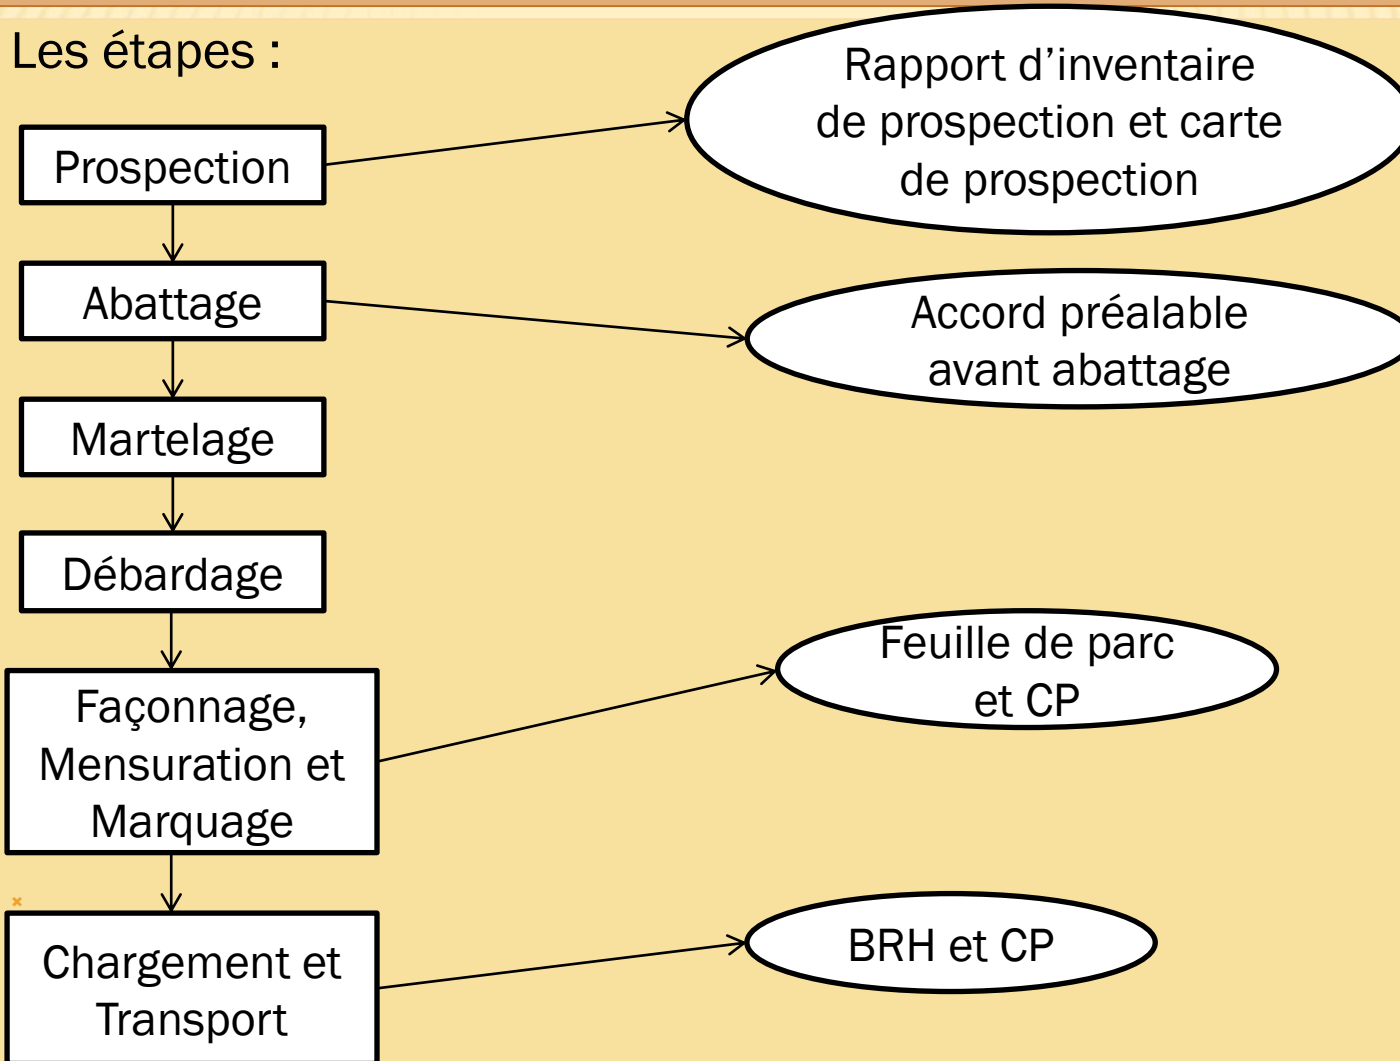 Les étapes :
Prospection
Rapport d’inventaire
de prospection et carte
de prospection
Abattage
Accord préalable
avant abattage
Martelage
Débardage
Façonnage,
Mensuration et
Marquage
Feuille de parc
et CP
Chargement et
Transport
BRH et CP